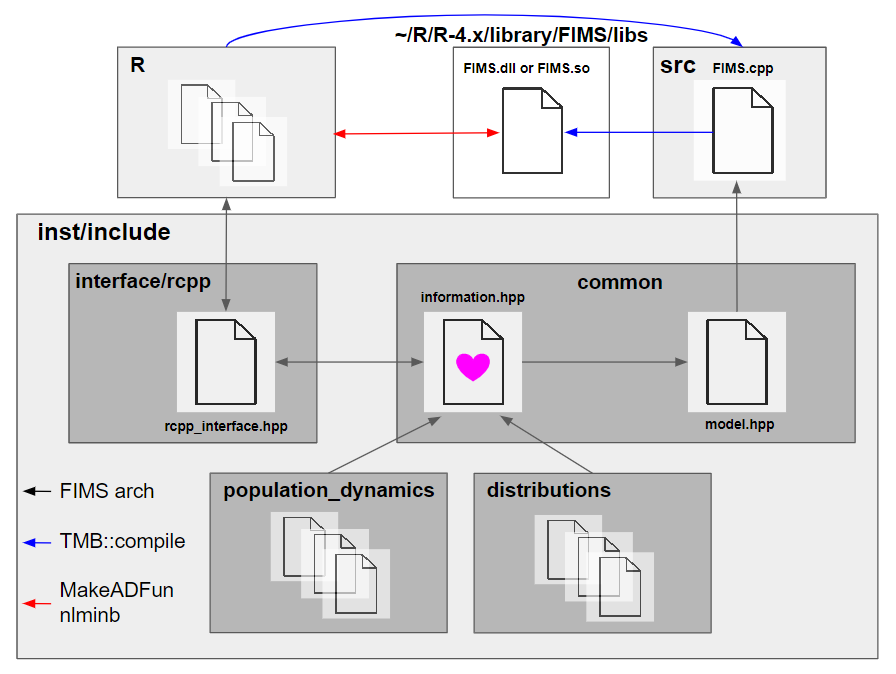 ~/R/R-4.x/library/FIMS/libs
R
FIMS.dll or FIMS.so
src
FIMS.cpp
inst/include
interface/rcpp
common
information.hpp
rcpp_interface.hpp
model.hpp
population_dynamics
distributions
FIMS arch
TMB::compile
MakeADFun
nlminb